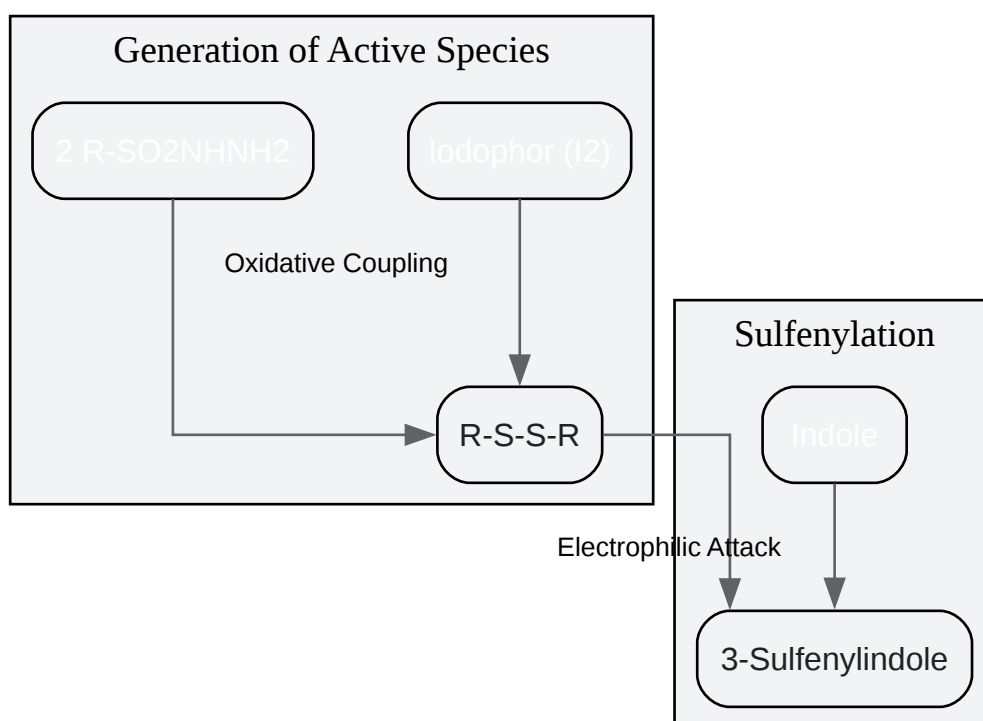 Generation of Active Species
2 R-SO2NHNH2
Iodophor (I2)
Oxidative Coupling
R-S-S-R
Sulfenylation
Indole
Electrophilic Attack
3-Sulfenylindole